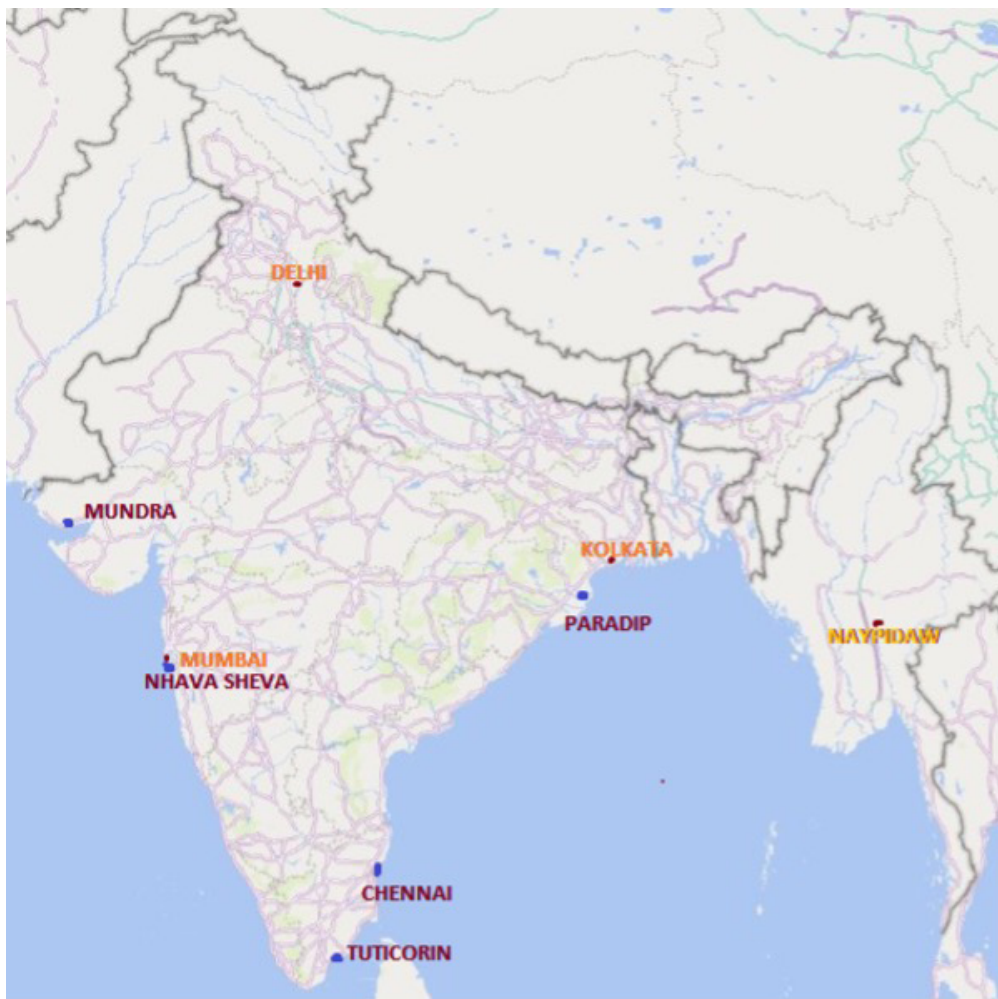 DELHI
MUNDRA
KOLKATA
PARADIP
NAYPIDAW
MUMBAI
NHAVA SHEVA
CHENNAI
TUTICORIN